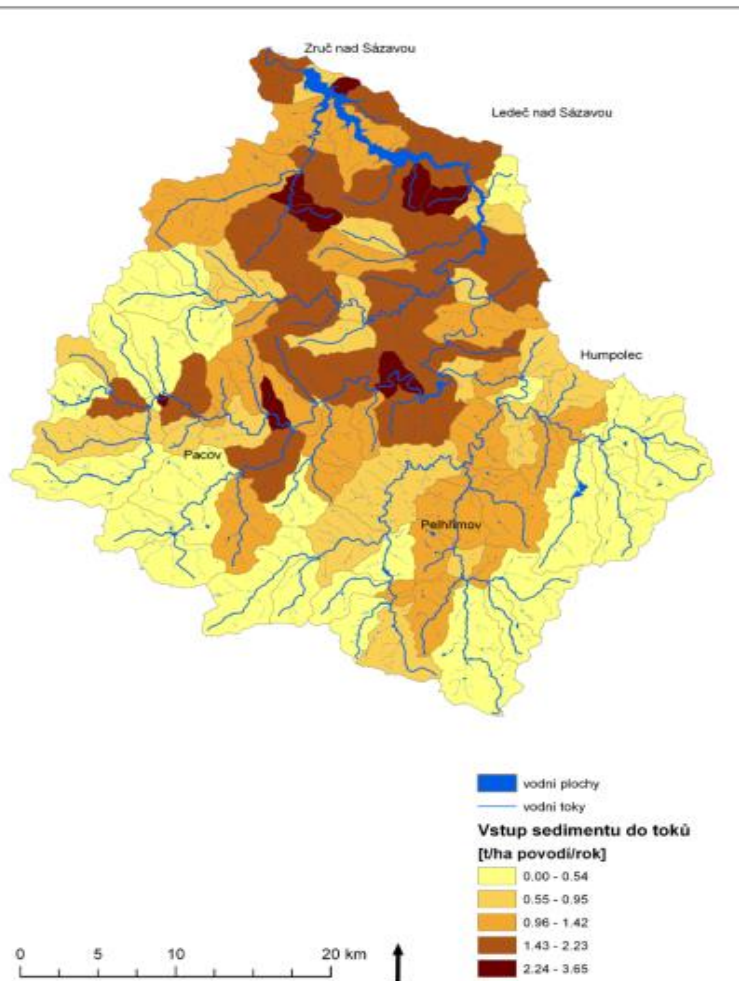 Zruč nad Sázavou
Ledeč nad Sázavou
Humpolec
Pacov
Pelhřimov
vodní plochy
vodní toky
Vstup sedimentu do toků
[t/ha povodí/rok]
0.00 - 0.54
0.55 - 0.95
0.96 - 1.42
1.43 - 2.23
2.24 - 3.65
0 5 10 20 km